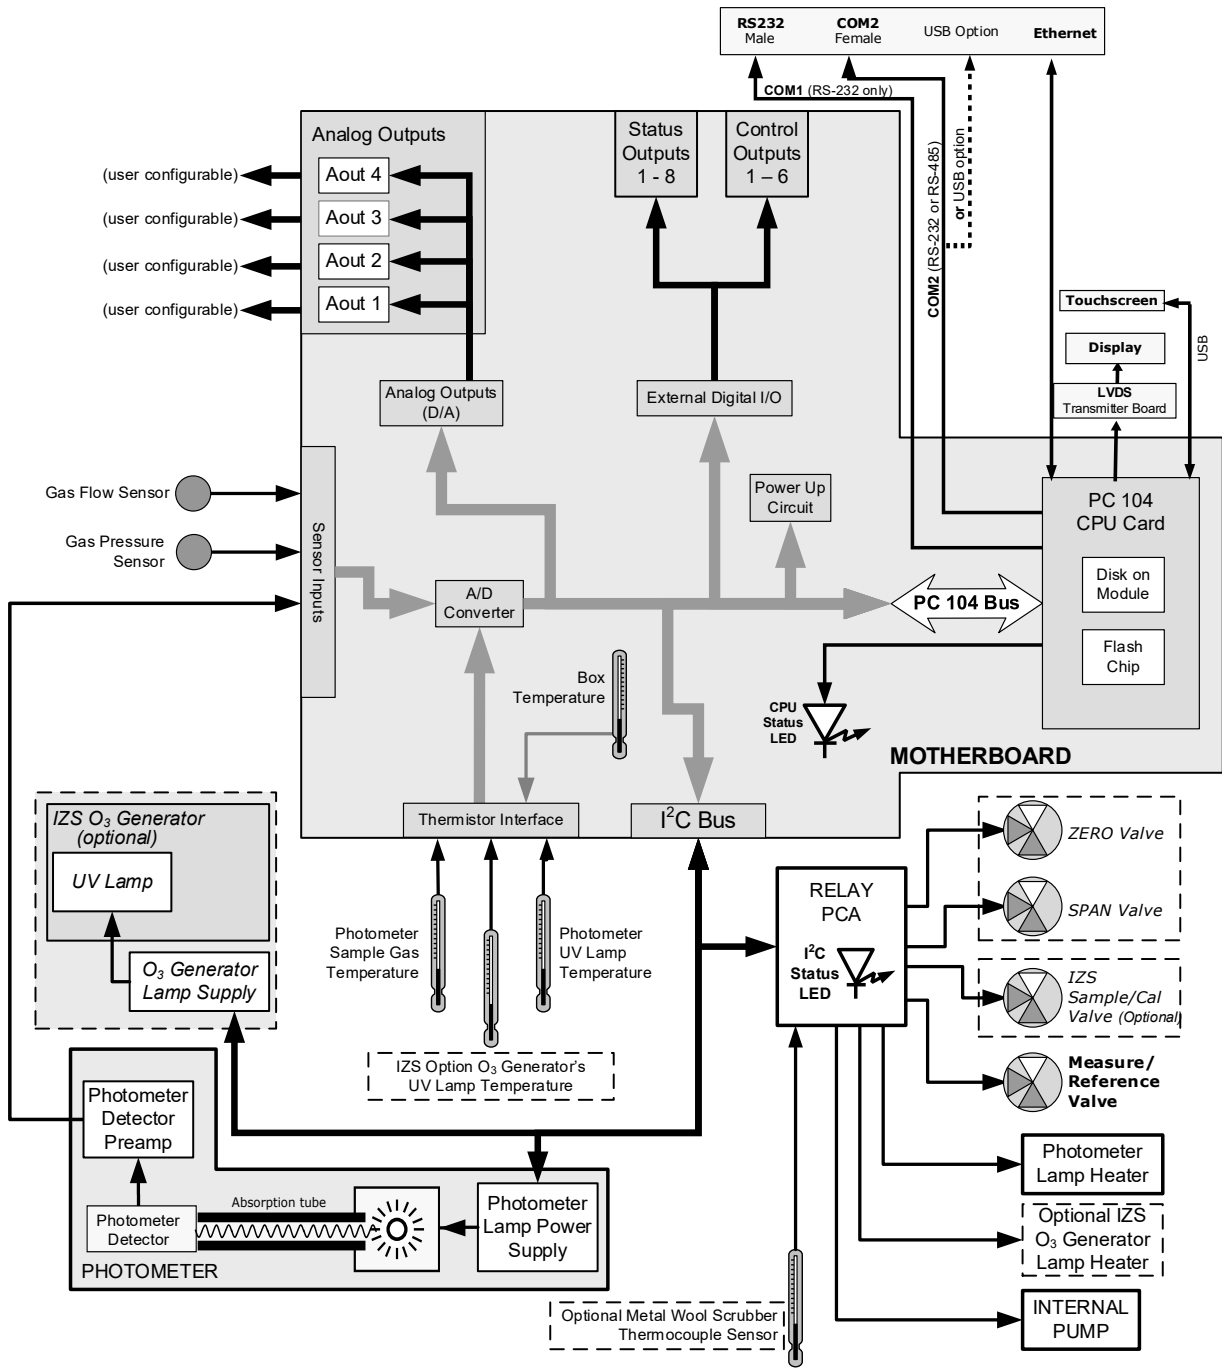 RS232
Male
COM2
Female
USB Option
Ethernet
COM1 (RS-232 only)
COM2 (RS-232 or RS-485)
or USB option
Analog Outputs
Aout 4
Aout 3
Aout 2
Aout 1
(user configurable)
(user configurable)
(user configurable)
(user configurable)
Status
Outputs
1 - 8
Control
Outputs
1 – 6
Touchscreen
USB
Display
LVDS
Transmitter Board
Analog Outputs
(D/A)
External Digital I/O
Power Up
Circuit
PC 104
CPU Card
Disk on
Module
Flash
Chip
Gas Flow Sensor
Gas Pressure
Sensor
Sensor Inputs
A/D
Converter
PC 104 Bus
Box
Temperature
CPU
Status
LED
MOTHERBOARD
Thermistor Interface
I²C Bus
IZS O₃ Generator
(optional)
UV Lamp
O₃ Generator
Lamp Supply
Photometer
Sample Gas
Temperature
Photometer
UV Lamp
Temperature
IZS Option O₃ Generator's
UV Lamp Temperature
RELAY
PCA
I²C
Status
LED
ZERO Valve
SPAN Valve
IZS
Sample/Cal
Valve (Optional)
Measure/
Reference
Valve
Photometer
Lamp Heater
Optional IZS
O₃ Generator
Lamp Heater
INTERNAL
PUMP
Photometer
Detector
Preamp
Photometer
Detector
Absorption tube
Photometer
Lamp Power
Supply
PHOTOMETER
Optional Metal Wool Scrubber
Thermocouple Sensor